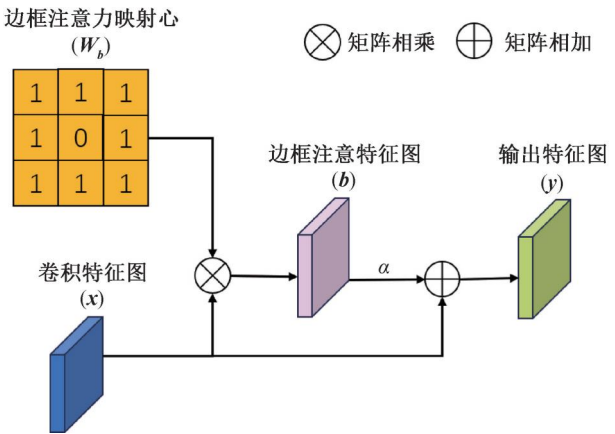 边框注意力映射心
(W_b)
⊗ 矩阵相乘 ⊕ 矩阵相加
1 1 1
1 0 1
1 1 1
边框注意特征图
(b)
输出特征图
(y)
卷积特征图
(x)
α